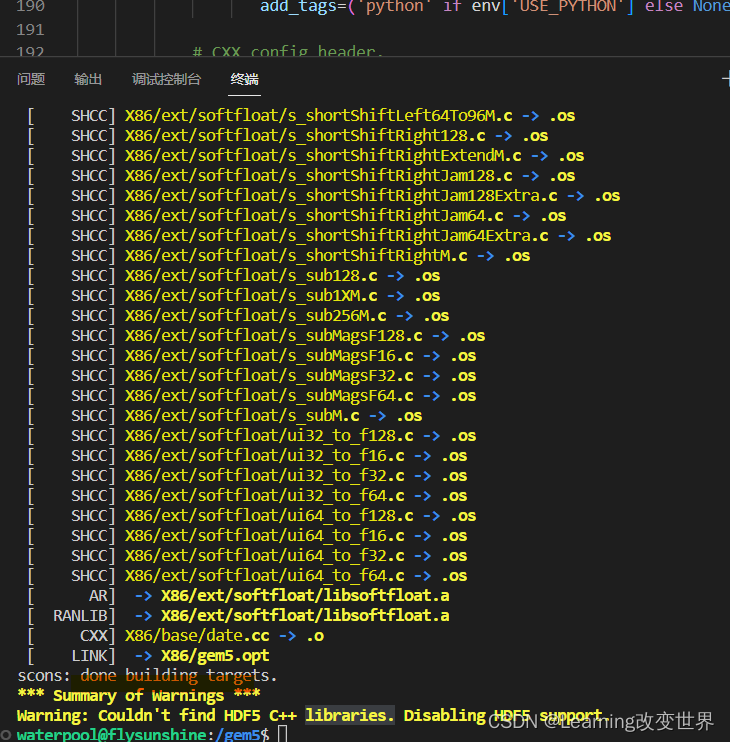 190 add_tags=('python' if env['USE_PYTHON'] else None
191
192 # CXX config header.
问题 输出 调试控制台 终端
[ SHCC] X86/ext/softfloat/s_shortShiftLeft64To96M.c -> .os
[ SHCC] X86/ext/softfloat/s_shortShiftRight128.c -> .os
[ SHCC] X86/ext/softfloat/s_shortShiftRightExtendM.c -> .os
[ SHCC] X86/ext/softfloat/s_shortShiftRightJam128.c -> .os
[ SHCC] X86/ext/softfloat/s_shortShiftRightJam128Extra.c -> .os
[ SHCC] X86/ext/softfloat/s_shortShiftRightJam64.c -> .os
[ SHCC] X86/ext/softfloat/s_shortShiftRightJam64Extra.c -> .os
[ SHCC] X86/ext/softfloat/s_shortShiftRightM.c -> .os
[ SHCC] X86/ext/softfloat/s_sub128.c -> .os
[ SHCC] X86/ext/softfloat/s_sub1XM.c -> .os
[ SHCC] X86/ext/softfloat/s_sub256M.c -> .os
[ SHCC] X86/ext/softfloat/s_subMagsF128.c -> .os
[ SHCC] X86/ext/softfloat/s_subMagsF16.c -> .os
[ SHCC] X86/ext/softfloat/s_subMagsF32.c -> .os
[ SHCC] X86/ext/softfloat/s_subMagsF64.c -> .os
[ SHCC] X86/ext/softfloat/s_subM.c -> .os
[ SHCC] X86/ext/softfloat/ui32_to_f128.c -> .os
[ SHCC] X86/ext/softfloat/ui32_to_f16.c -> .os
[ SHCC] X86/ext/softfloat/ui32_to_f32.c -> .os
[ SHCC] X86/ext/softfloat/ui32_to_f64.c -> .os
[ SHCC] X86/ext/softfloat/ui64_to_f128.c -> .os
[ SHCC] X86/ext/softfloat/ui64_to_f16.c -> .os
[ SHCC] X86/ext/softfloat/ui64_to_f32.c -> .os
[ SHCC] X86/ext/softfloat/ui64_to_f64.c -> .os
[ AR] -> X86/ext/softfloat/libsoftfloat.a
[ RANLIB] -> X86/ext/softfloat/libsoftfloat.a
[ CXX] X86/base/date.cc -> .o
[ LINK] -> X86/gem5.opt
scons: done building targets.
*** Summary of Warnings ***
Warning: Couldn't find HDF5 C++ libraries. Disabling HDF5 support.
waterpool@flysunshine:/gem5$
CSDN @Leaming改变世界